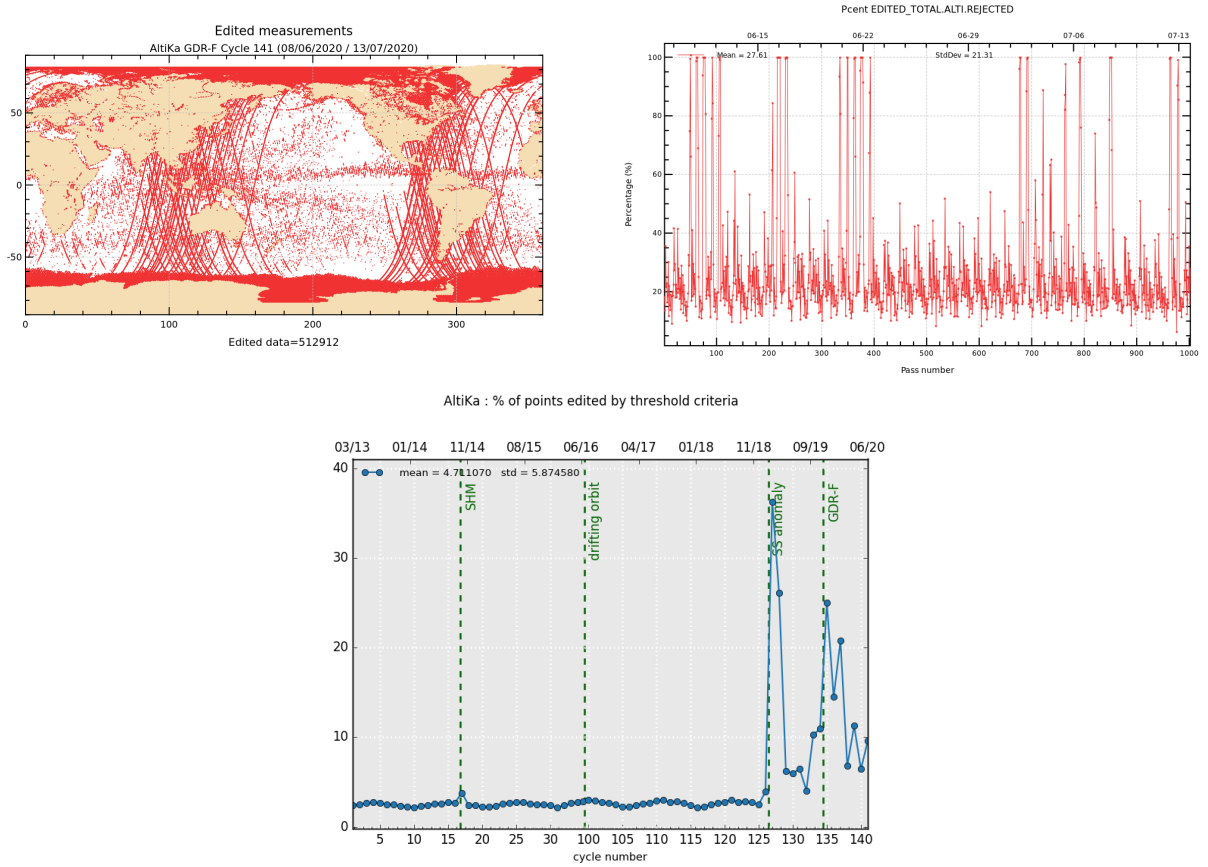 Edited measurements
AltiKa GDR-F Cycle 141 (08/06/2020 / 13/07/2020)
50
0
-50
0 100 200 300
Edited data=512912
Pcent EDITED_TOTAL.ALTI.REJECTED
06-15 06-22 06-29 07-06 07-13
Mean = 27.61 StdDev = 21.31
100
80
60
40
20
Percentage (%)
100 200 300 400 500 600 700 800 900 1000
Pass number
AltiKa : % of points edited by threshold criteria
03/13 01/14 11/14 08/15 06/16 04/17 01/18 11/18 09/19 06/20
mean = 4.711070 std = 5.874580
SHM
drifting orbit
SS anomaly
GDR-F
40
30
20
10
0
5 10 15 20 25 30 100 105 110 115 120 125 130 135 140
cycle number